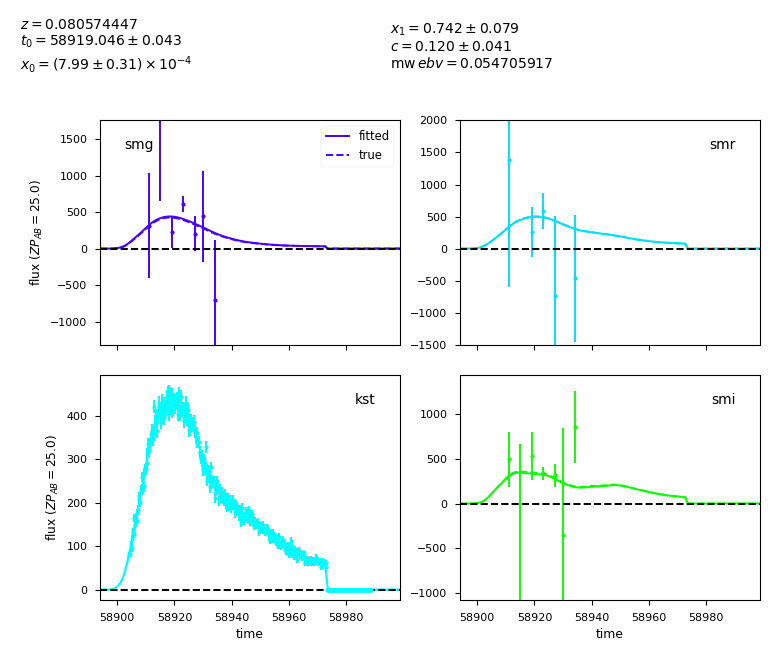 z = 0.080574447
t₀ = 58919.046 ± 0.043
x₀ = (7.99 ± 0.31) × 10⁻⁴
x₁ = 0.742 ± 0.079
c = 0.120 ± 0.041
mwebv = 0.054705917
smg
fitted
true
1500
1000
500
0
−500
−1000
flux (ZP_AB = 25.0)
smr
2000
1500
1000
500
0
−500
−1000
−1500
kst
400
300
200
100
0
flux (ZP_AB = 25.0)
58900 58920 58940 58960 58980
time
smi
1000
500
0
−500
−1000
58900 58920 58940 58960 58980
time